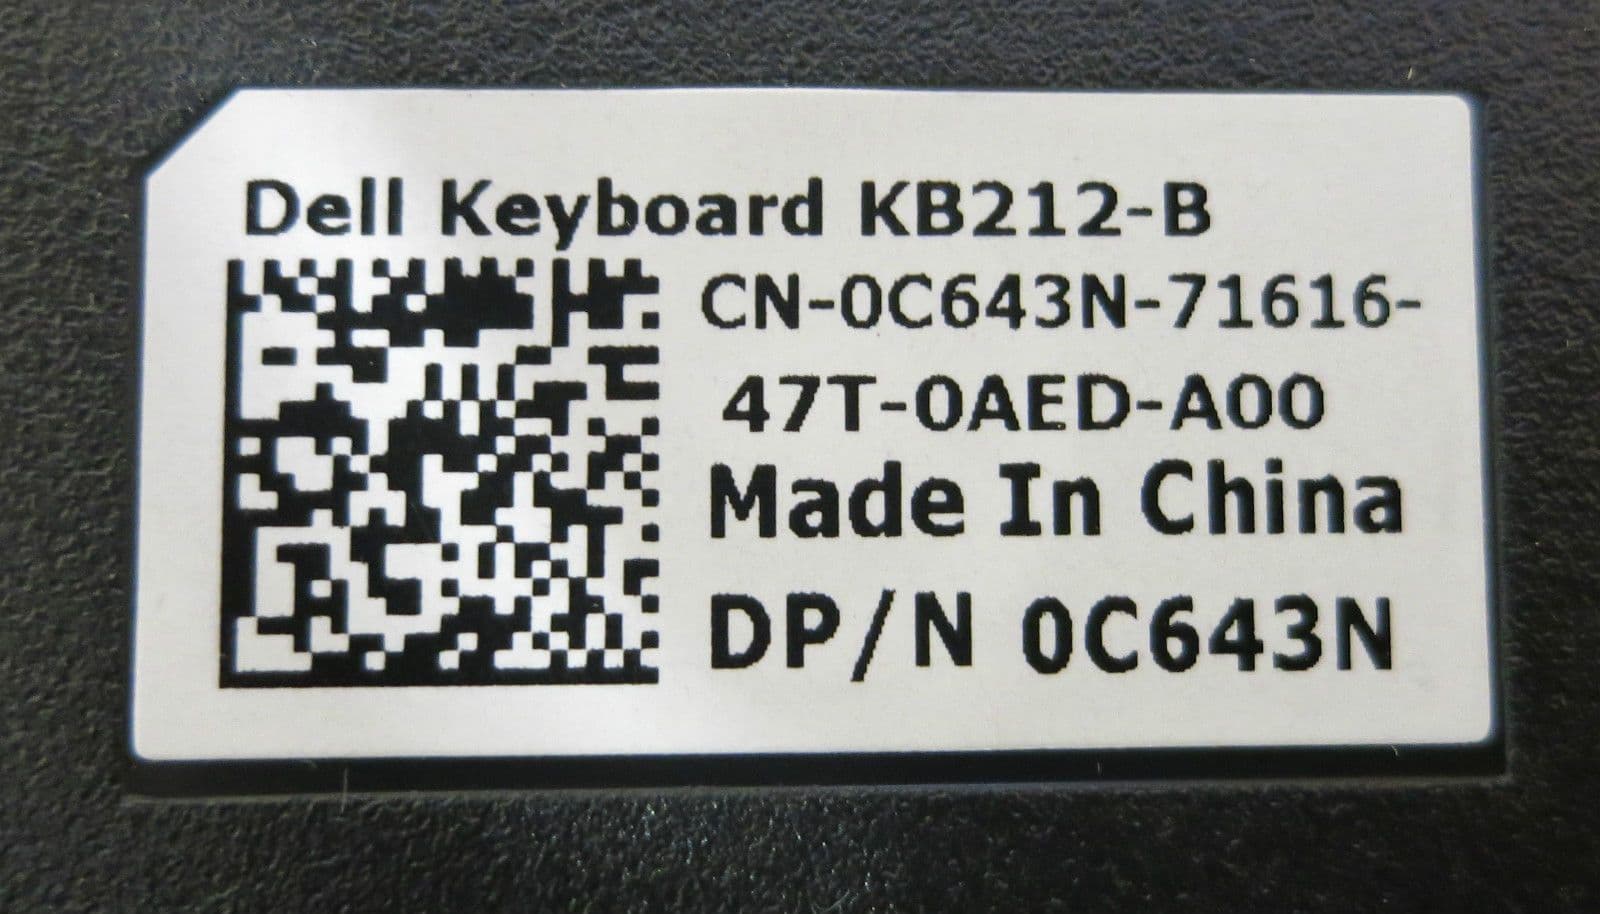 Dell Keyboard KB212-B
CN-0C643N-71616-
47T-0AED-A00
Made In China
DP/N 0C643N